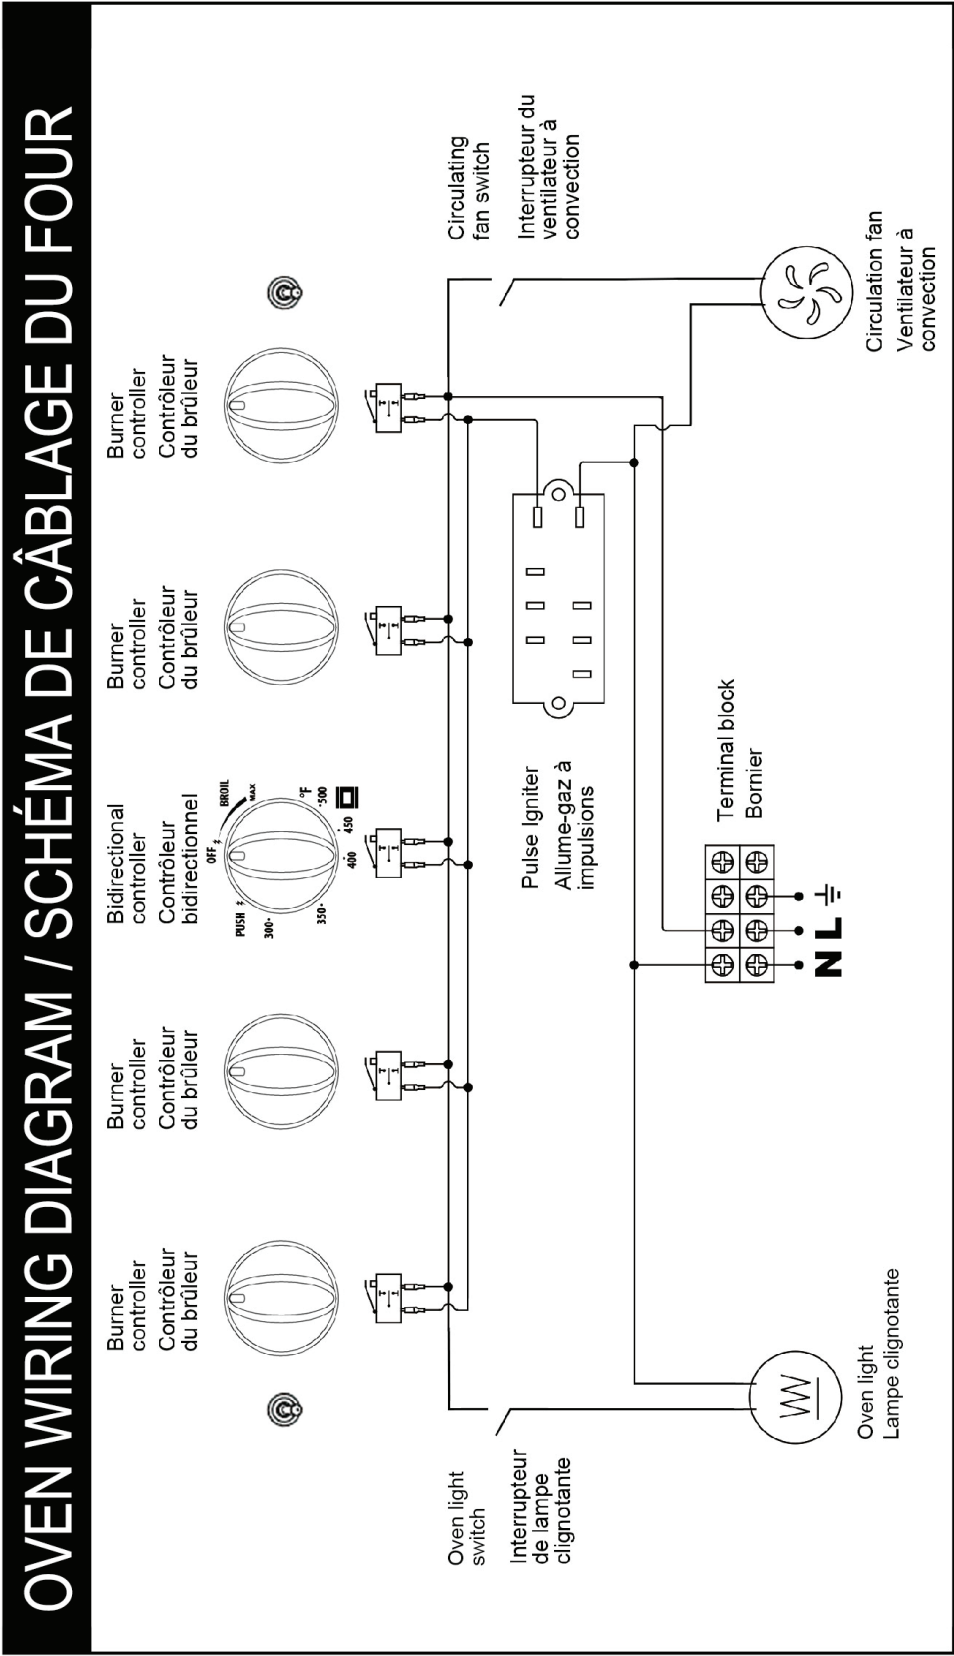 OVEN WIRING DIAGRAM / SCHÉMA DE CÂBLAGE DU FOUR
Burner
controller
Contrôleur
du brûleur
Burner
controller
Contrôleur
du brûleur
Bidirectional
controller
Contrôleur
bidirectionnel
Burner
controller
Contrôleur
du brûleur
Burner
controller
Contrôleur
du brûleur
OFF
BROIL
MAX
PUSH
°F
300
350
400
450
500
Oven light
switch
Interrupteur
de lampe
clignotante
Circulating
fan switch
Interrupteur du
ventilateur à
convection
Pulse Igniter
Allume-gaz à
impulsions
Terminal block
Bornier
N L
Oven light
Lampe clignotante
Circulation fan
Ventilateur à
convection